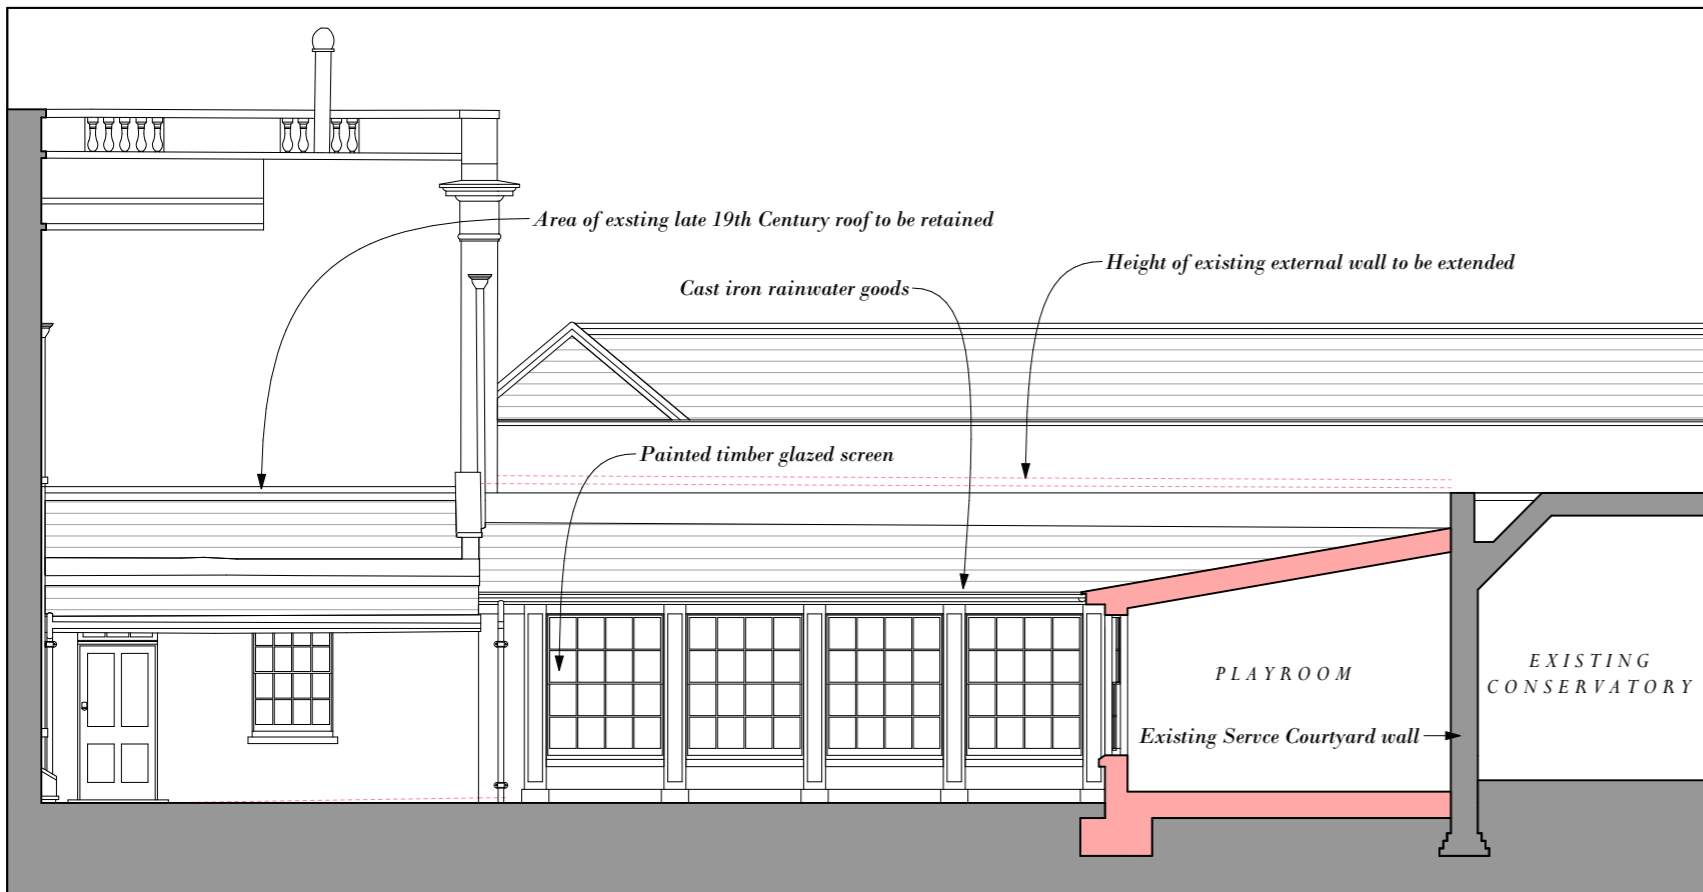 Area of exsting late 19th Century roof to be retained
Height of existing external wall to be extended
Cast iron rainwater goods
Painted timber glazed screen
PLAYROOM
EXISTING
CONSERVATORY
Existing Servce Courtyard wall